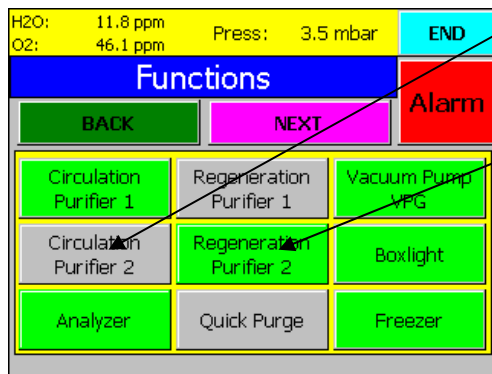 H2O: 11.8 ppm Press: 3.5 mbar END
O2: 46.1 ppm
Functions
Alarm
BACK NEXT
Circulation Regeneration Vacuum Pump
Purifier 1 Purifier 1 VPG
Circulation Regeneration Boxlight
Purifier 2 Purifier 2
Analyzer Quick Purge Freezer